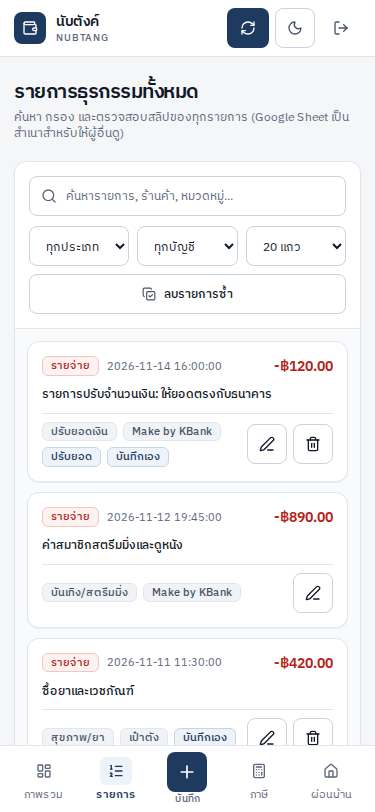 นับตังค์
NUBTANG
รายการธุรกรรมทั้งหมด
ค้นหา กรอง และตรวจสอบสลิปของทุกรายการ (Google Sheet เป็น
สำเนาสำหรับให้ผู้อื่นดู)
ค้นหารายการ, ร้านค้า, หมวดหมู่...
ทุกประเภท ทุกบัญชี 20 แถว
ลบรายการซ้ำ
รายจ่าย 2026-11-14 16:00:00 -฿120.00
รายการปรับจำนวนเงิน: ให้ยอดตรงกับธนาคาร
ปรับยอดเงิน Make by KBank
ปรับยอด บันทึกเอง
รายจ่าย 2026-11-12 19:45:00 -฿890.00
ค่าสมาชิกสตรีมมิ่งและดูหนัง
บันเทิง/สตรีมมิ่ง Make by KBank
รายจ่าย 2026-11-11 11:30:00 -฿420.00
ซื้อยาและเวชภัณฑ์
สุขภาพ/ยา เป๋าตัง บันทึกเอง
ภาพรวม รายการ บันทึก ภาษี ผ่อนบ้าน